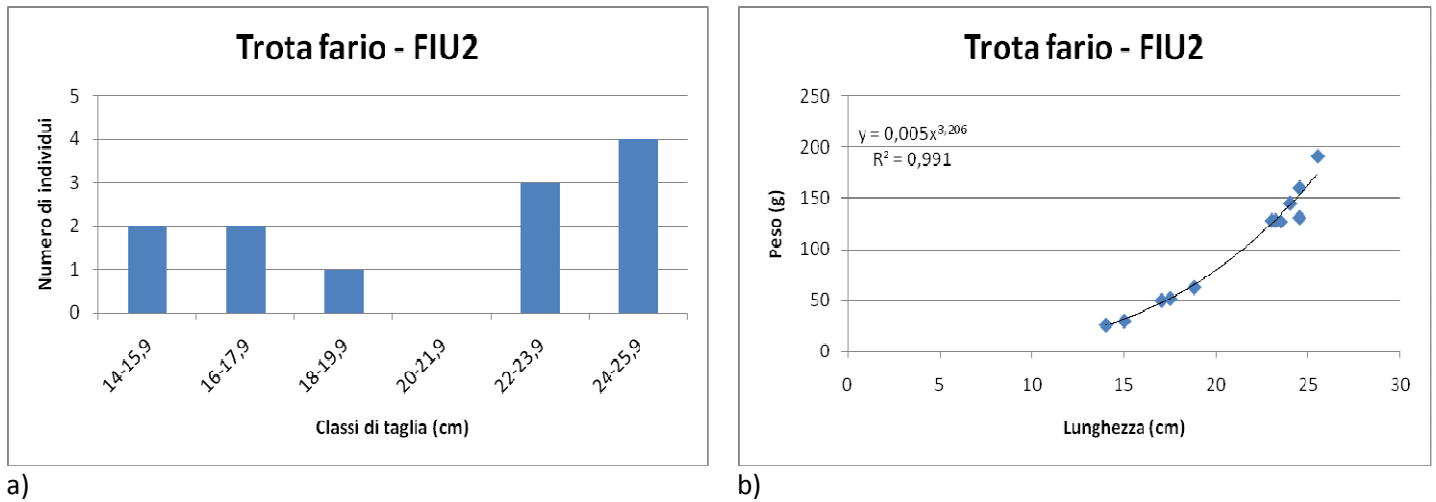 Trota fario - FIU2
Numero di individui
5
4
3
2
1
0
14-15,9
16-17,9
18-19,9
20-21,9
22-23,9
24-25,9
Classi di taglia (cm)
a)
Trota fario - FIU2
y = 0,005x³,²⁰⁶
R² = 0,991
Peso (g)
250
200
150
100
50
0
0
5
10
15
20
25
30
Lunghezza (cm)
b)